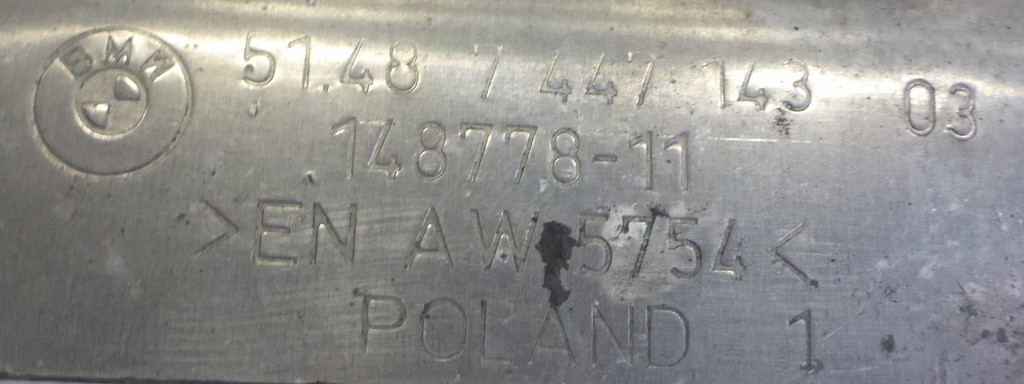 BMW 51.48 7 447 143 03
148778-11
>EN AW 5754<
POLAND 1